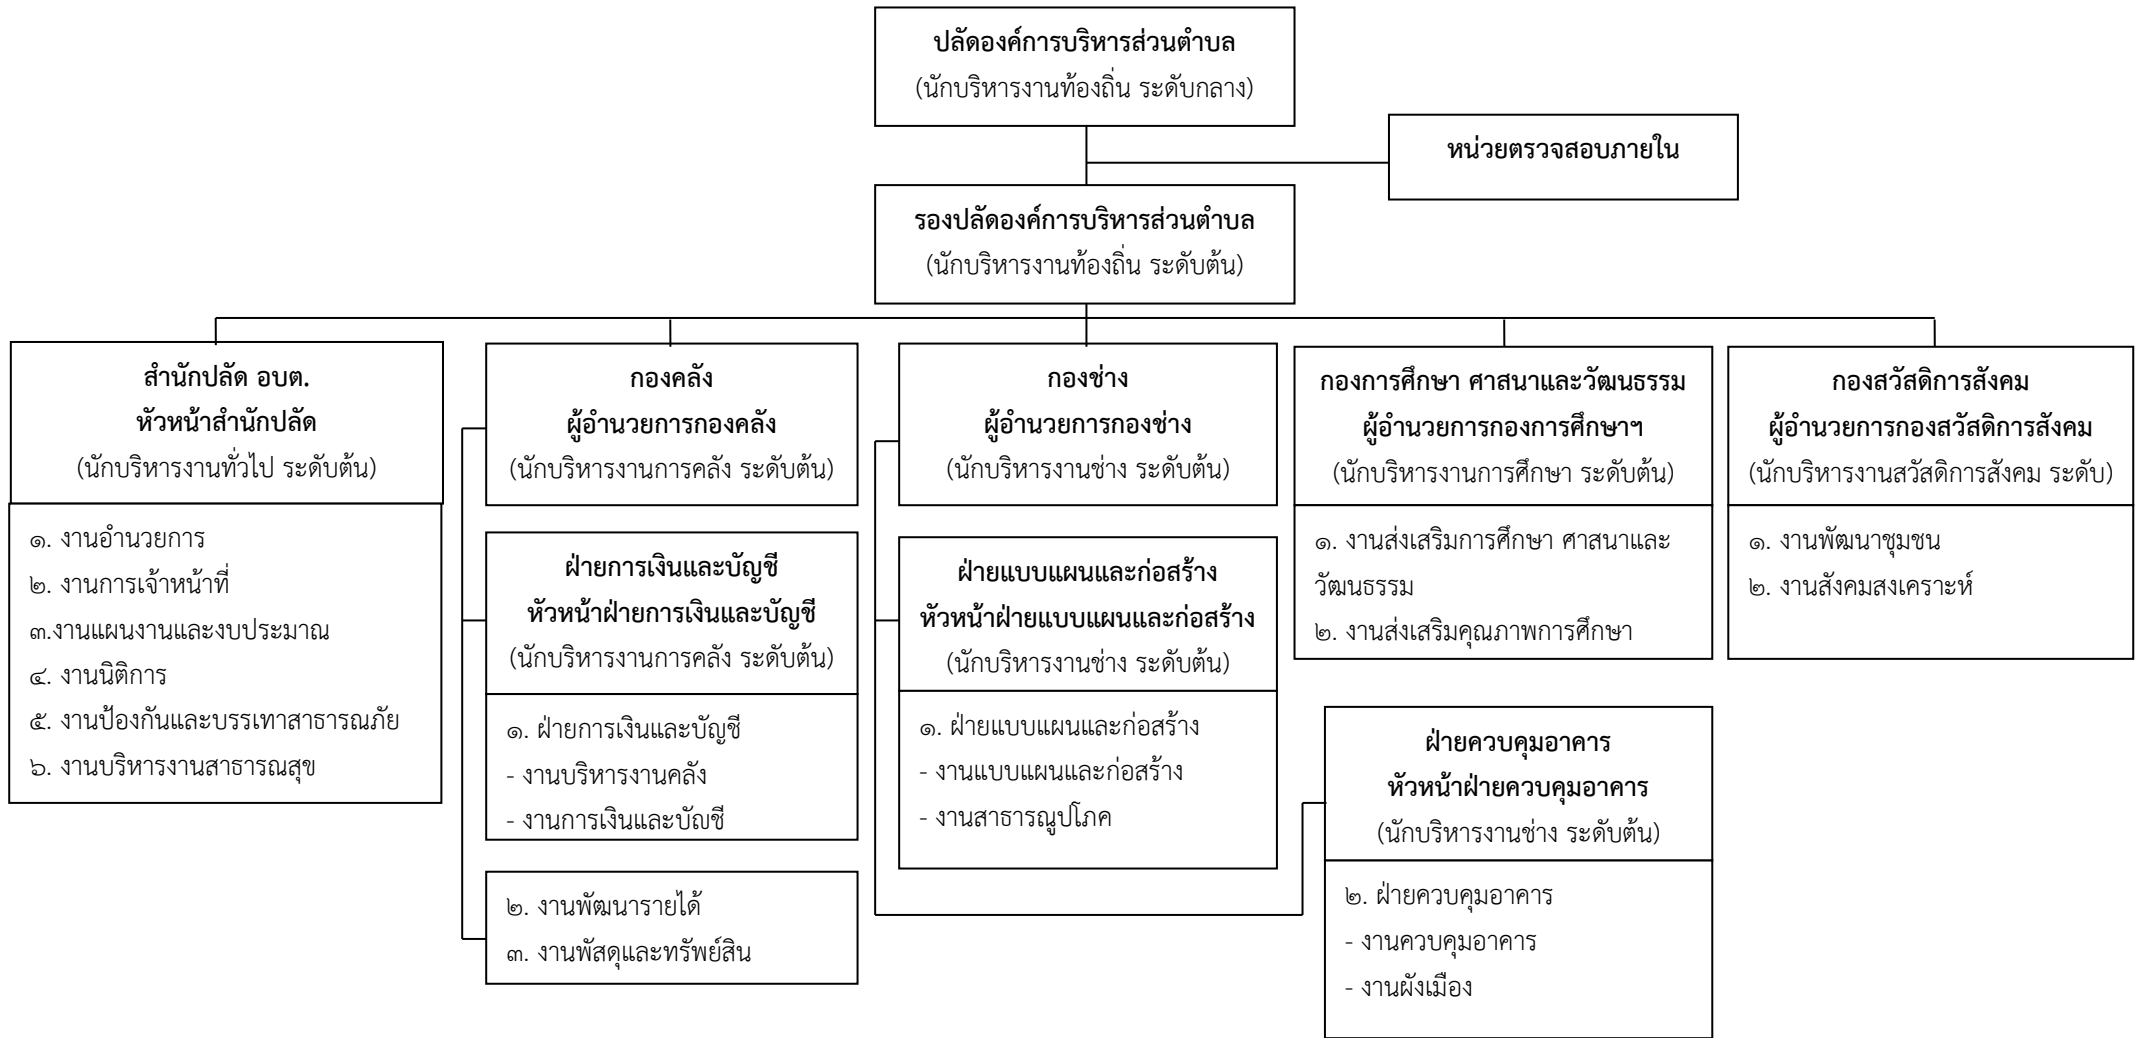 ปลัดองค์การบริหารส่วนตำบล
(นักบริหารงานท้องถิ่น ระดับกลาง)
หน่วยตรวจสอบภายใน
รองปลัดองค์การบริหารส่วนตำบล
(นักบริหารงานท้องถิ่น ระดับต้น)
สำนักปลัด อบต.
หัวหน้าสำนักปลัด
(นักบริหารงานทั่วไป ระดับต้น)
๑. งานอำนวยการ
๒. งานการเจ้าหน้าที่
๓.งานแผนงานและงบประมาณ
๔. งานนิติการ
๕. งานป้องกันและบรรเทาสาธารณภัย
๖. งานบริหารงานสาธารณสุข
กองคลัง
ผู้อำนวยการกองคลัง
(นักบริหารงานการคลัง ระดับต้น)
ฝ่ายการเงินและบัญชี
หัวหน้าฝ่ายการเงินและบัญชี
(นักบริหารงานการคลัง ระดับต้น)
๑. ฝ่ายการเงินและบัญชี
- งานบริหารงานคลัง
- งานการเงินและบัญชี
๒. งานพัฒนารายได้
๓. งานพัสดุและทรัพย์สิน
กองช่าง
ผู้อำนวยการกองช่าง
(นักบริหารงานช่าง ระดับต้น)
ฝ่ายแบบแผนและก่อสร้าง
หัวหน้าฝ่ายแบบแผนและก่อสร้าง
(นักบริหารงานช่าง ระดับต้น)
๑. ฝ่ายแบบแผนและก่อสร้าง
- งานแบบแผนและก่อสร้าง
- งานสาธารณูปโภค
ฝ่ายควบคุมอาคาร
หัวหน้าฝ่ายควบคุมอาคาร
(นักบริหารงานช่าง ระดับต้น)
๒. ฝ่ายควบคุมอาคาร
- งานควบคุมอาคาร
- งานผังเมือง
กองการศึกษา ศาสนาและวัฒนธรรม
ผู้อำนวยการกองการศึกษาฯ
(นักบริหารงานการศึกษา ระดับต้น)
๑. งานส่งเสริมการศึกษา ศาสนาและ
วัฒนธรรม
๒. งานส่งเสริมคุณภาพการศึกษา
กองสวัสดิการสังคม
ผู้อำนวยการกองสวัสดิการสังคม
(นักบริหารงานสวัสดิการสังคม ระดับ)
๑. งานพัฒนาชุมชน
๒. งานสังคมสงเคราะห์